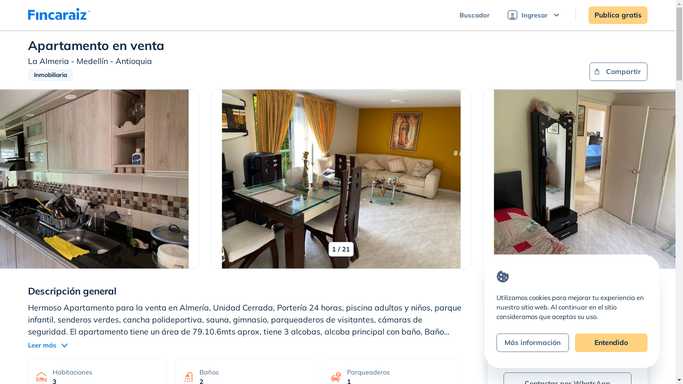 Fincaraiz
Buscador
Ingresar
Publica gratis
Apartamento en venta
La Almeria - Medellín - Antioquia
Inmobiliaria
Compartir
1 / 21
Descripción general
Hermoso Apartamento para la venta en Almería, Unidad Cerrada, Portería 24 horas; piscina adultos y niños, parque
infantil, senderos verdes, cancha polideportiva, sauna, gimnasio, parqueaderos de visitantes, cámaras de
seguridad. El apartamento tiene un área de 79.10.6mts aprox, tiene 3 alcobas, alcoba principal con baño, Baño...
Leer más
Habitaciones
3
Baños
2
Parqueaderos
1
Utilizamos cookies para mejorar tu experiencia en
nuestro sitio web. Al continuar en el sitio
consideramos que aceptas su uso.
Más información
Entendido
Contactar por WhatsApp